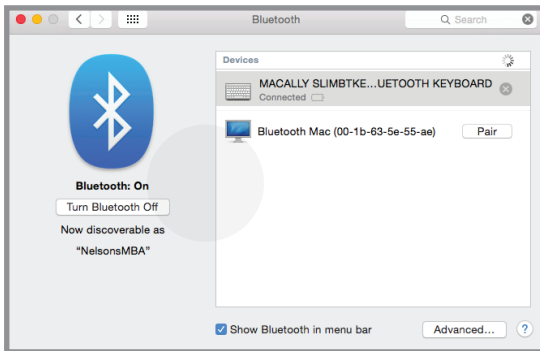 Bluetooth
Search
Devices
MACALLY SLIMBTKE...UETOOTH KEYBOARD
Connected
Bluetooth Mac (00-1b-63-5e-55-ae)
Pair
Bluetooth: On
Turn Bluetooth Off
Now discoverable as
“NelsonsMBA”
Show Bluetooth in menu bar
Advanced...
?